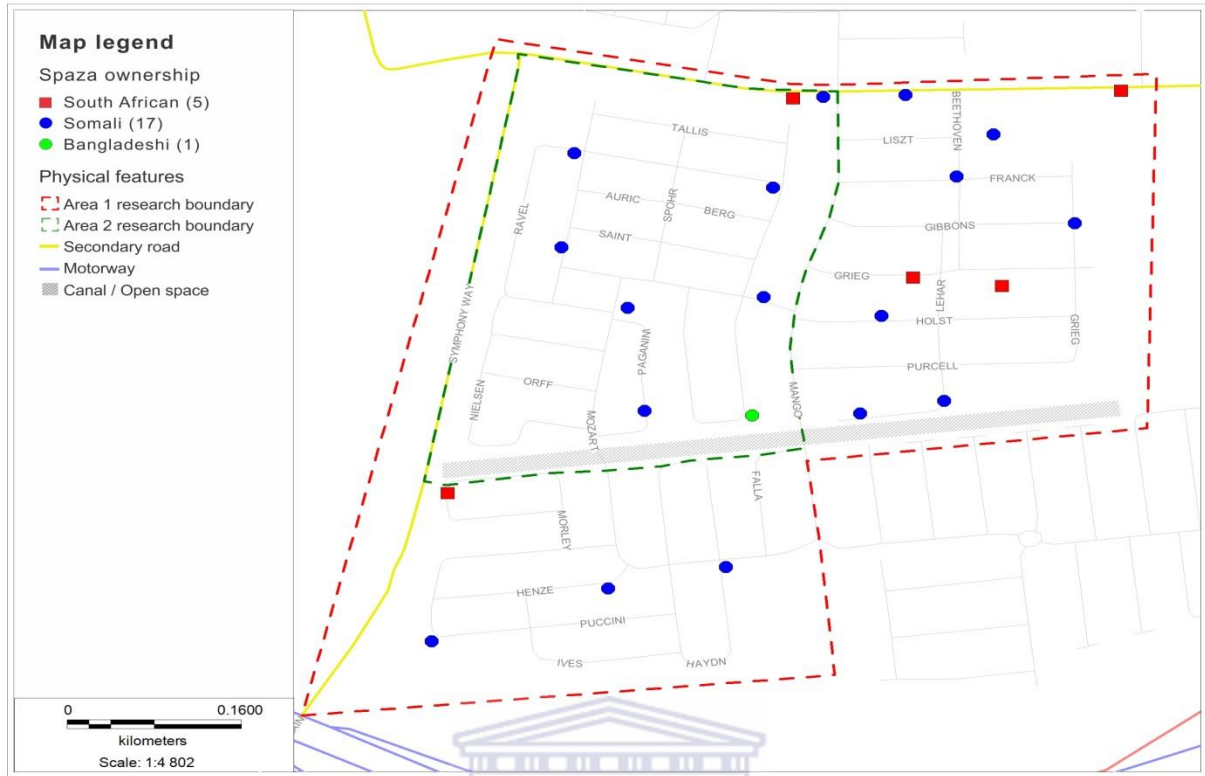 Map legend
Spaza ownership
South African (5)
Somali (17)
Bangladeshi (1)
Physical features
Area 1 research boundary
Area 2 research boundary
Secondary road
Motorway
Canal / Open space
0 0.1600
kilometers
Scale: 1:4 802
TALLIS
BEETHOVEN
LISZT
FRANCK
AURIC
SPOHR
BERG
RAVEL
SAINT
GIBBONS
GRIEG
LEHAR
HOLST
GRIEG
SYMPHONY WAY
PAGANINI
PURCELL
ORFF
NIELSEN
MOZART
MANGO
FALLA
MORLEY
HENZE
PUCCINI
IVES
HAYDN